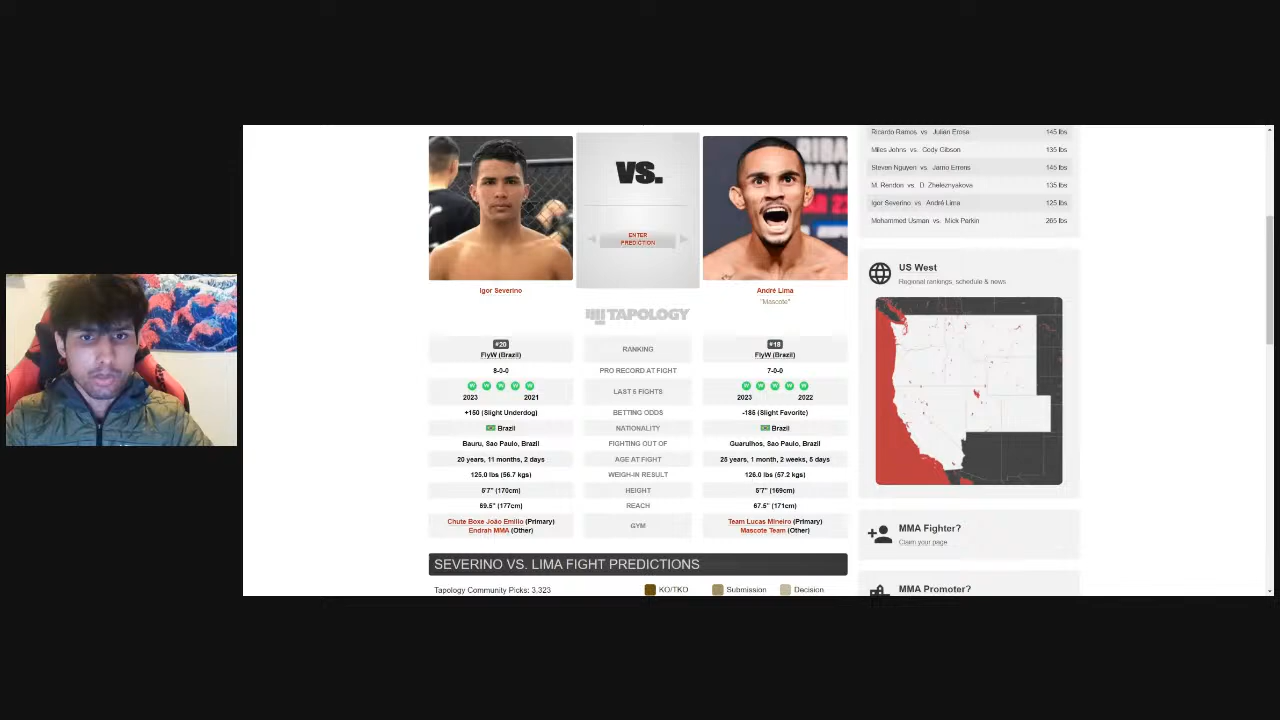 Ricardo Ramos vs. Julian Erosa 145 lbs
Miles Johns vs. Cody Gibson 135 lbs
Steven Nguyen vs. Jarno Errens 145 lbs
M. Rendon vs. D. Zheleznyakova 135 lbs
Igor Severino vs. André Lima 125 lbs
Mohammed Usman vs. Mick Parkin 265 lbs
VS.
ENTER
PREDICTION
Igor Severino
André Lima
"Mascote"
TAPOLOGY
#20
FlyW (Brazil)
RANKING
#18
FlyW (Brazil)
8-0-0 PRO RECORD AT FIGHT 7-0-0
W W W W W
2023 2021
LAST 5 FIGHTS
W W W W W
2023 2022
+150 (Slight Underdog) BETTING ODDS -185 (Slight Favorite)
Brazil NATIONALITY Brazil
Bauru, Sao Paulo, Brazil FIGHTING OUT OF Guarulhos, Sao Paulo, Brazil
20 years, 11 months, 2 days AGE AT FIGHT 25 years, 1 month, 2 weeks, 5 days
125.0 lbs (56.7 kgs) WEIGH-IN RESULT 126.0 lbs (57.2 kgs)
5'7" (170cm) HEIGHT 5'7" (169cm)
69.5" (177cm) REACH 67.5" (171cm)
Chute Boxe João Emilio (Primary)
Endrah MMA (Other)
GYM
Team Lucas Mineiro (Primary)
Mascote Team (Other)
SEVERINO VS. LIMA FIGHT PREDICTIONS
Tapology Community Picks: 3,323 KO/TKO Submission Decision
US West
Regional rankings, schedule & news
MMA Fighter?
Claim your page
MMA Promoter?